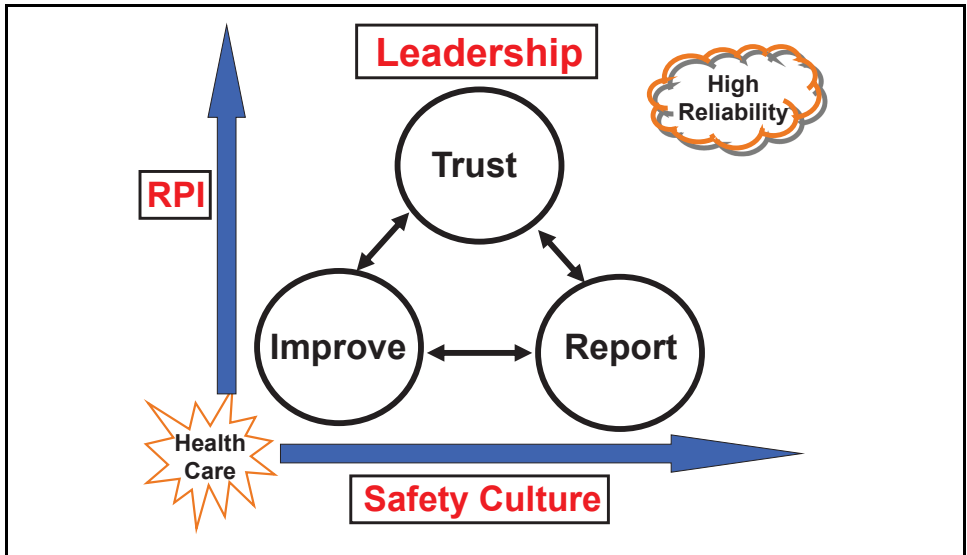 Leadership
High
Reliability
Trust
RPI
Improve
Report
Health
Care
Safety Culture